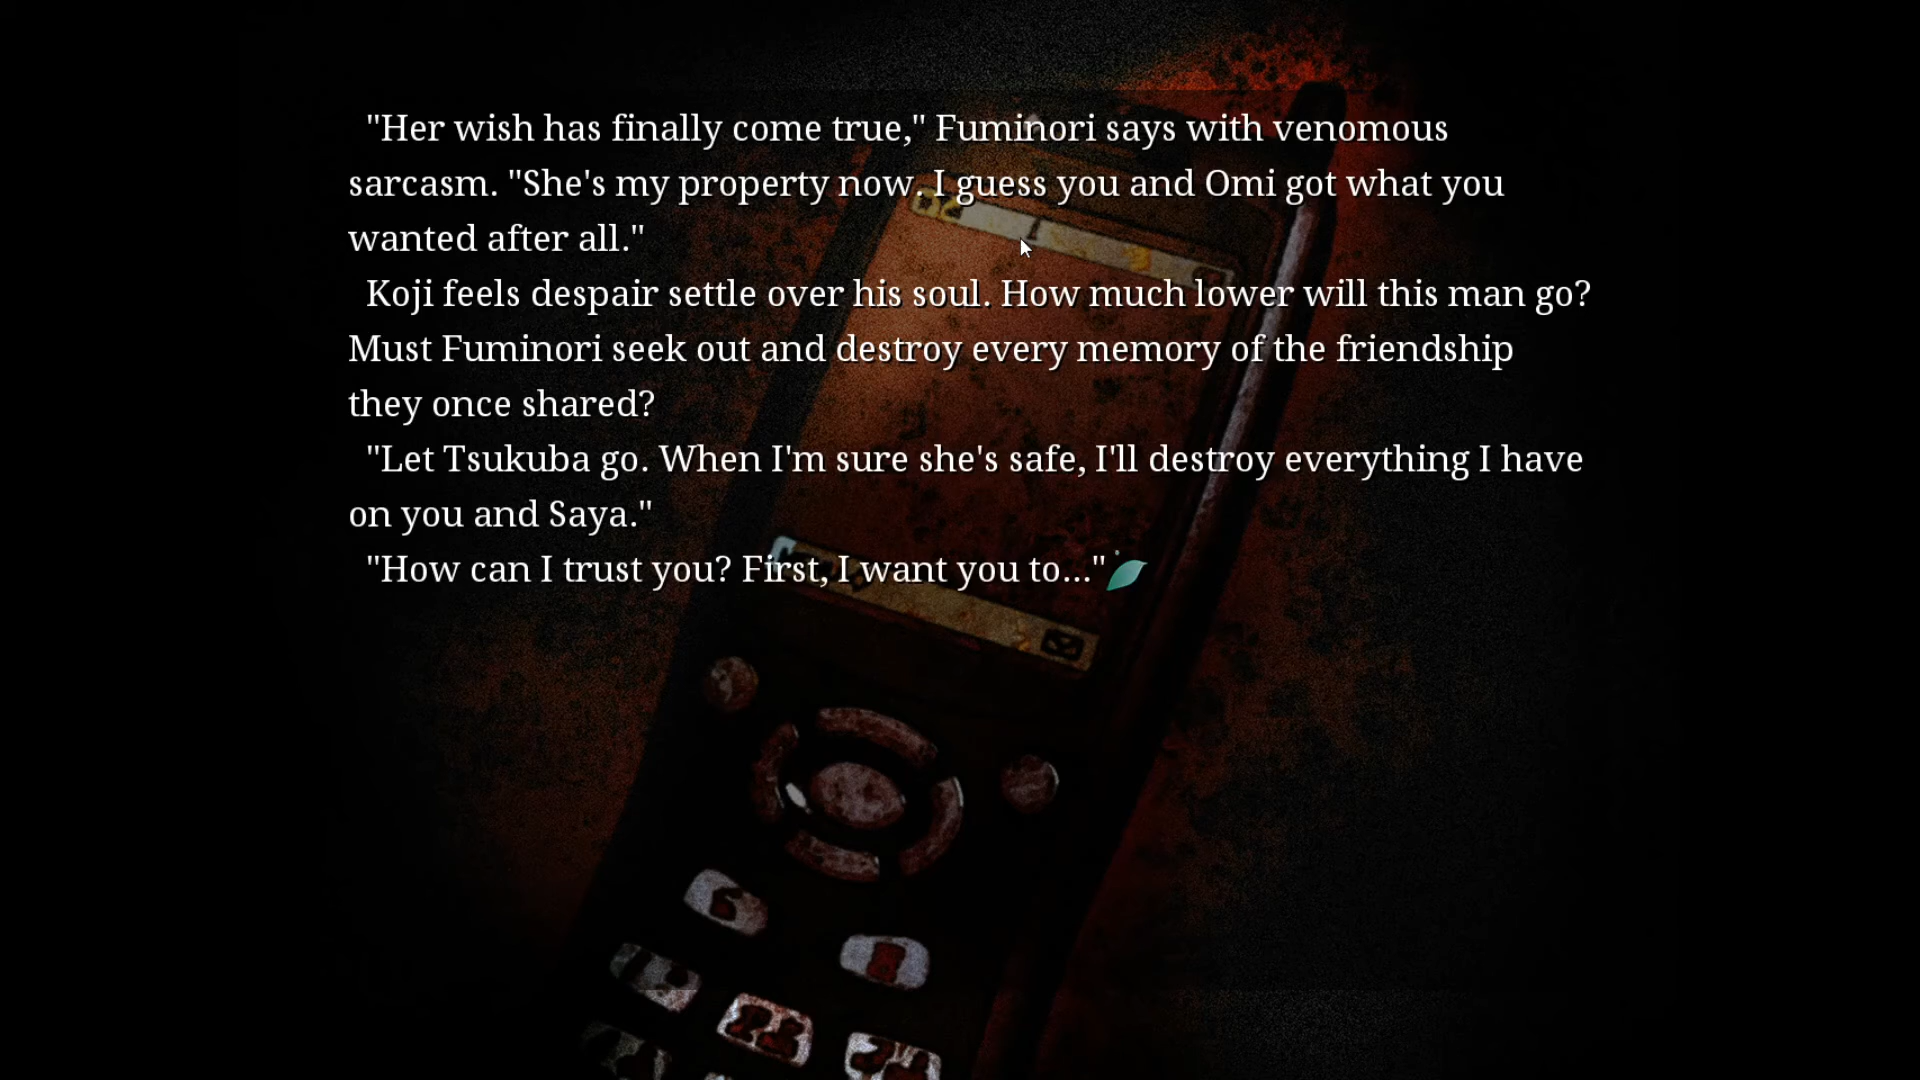 "Her wish has finally come true," Fuminori says with venomous
sarcasm. "She's my property now. I guess you and Omi got what you
wanted after all."
Koji feels despair settle over his soul. How much lower will this man go?
Must Fuminori seek out and destroy every memory of the friendship
they once shared?
"Let Tsukuba go. When I'm sure she's safe, I'll destroy everything I have
on you and Saya."
"How can I trust you? First, I want you to..."